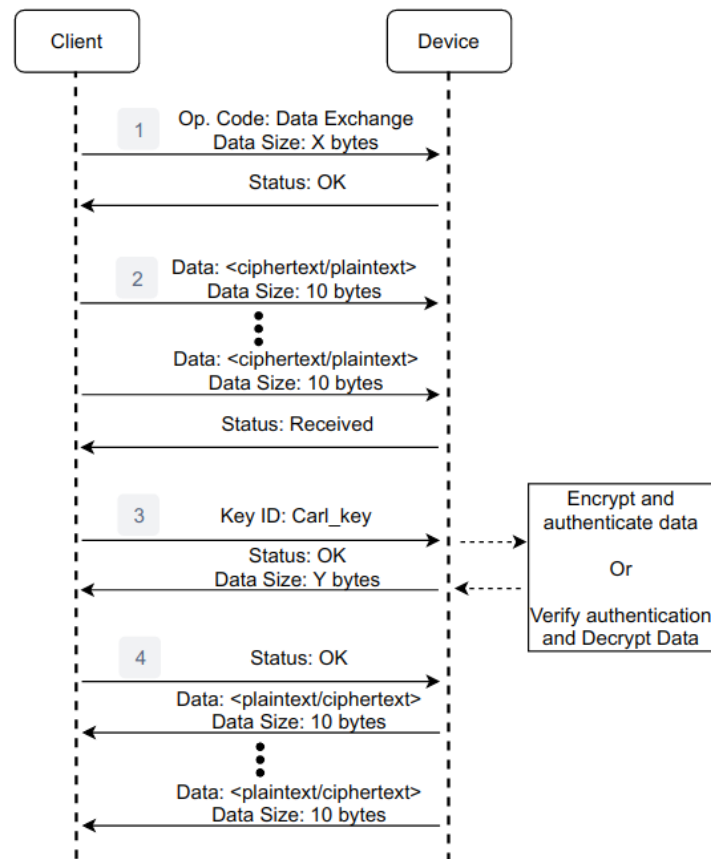 Client
Device
1
Op. Code: Data Exchange
Data Size: X bytes
Status: OK
2
Data: <ciphertext/plaintext>
Data Size: 10 bytes
Data: <ciphertext/plaintext>
Data Size: 10 bytes
Status: Received
3
Key ID: Carl_key
Status: OK
Data Size: Y bytes
Encrypt and
authenticate data
Or
Verify authentication
and Decrypt Data
4
Status: OK
Data: <plaintext/ciphertext>
Data Size: 10 bytes
Data: <plaintext/ciphertext>
Data Size: 10 bytes